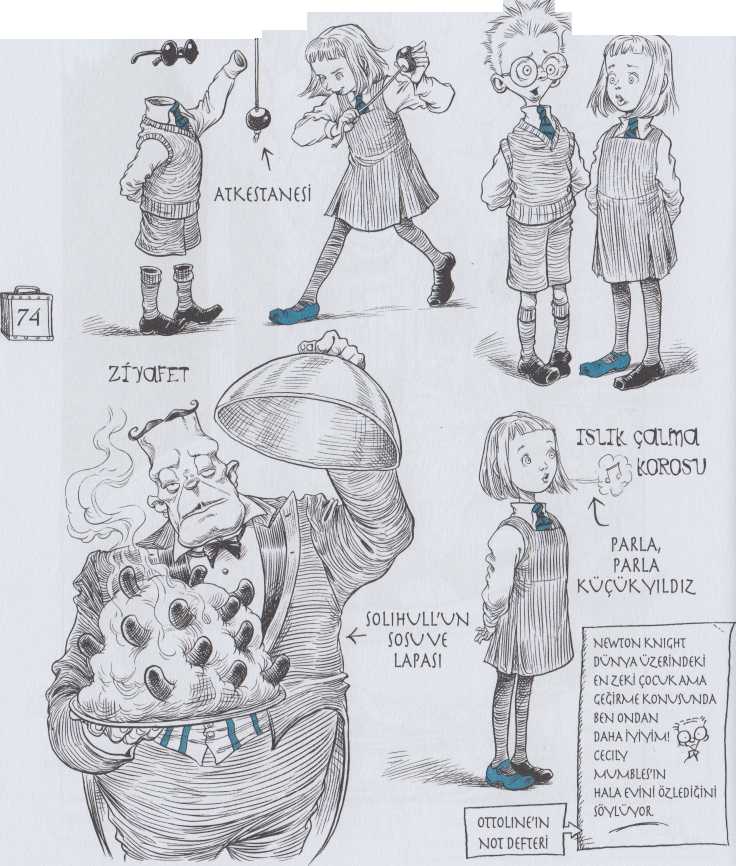 ATKESTANESİ
74
ZİYAFET
ISLIK ÇALMA
KOROSU
PARLA,
PARLA
KÜÇÜK YILDIZ
SOLIHULL'UN
SOSU VE
LAPASI
NEWTON KNIGHT
DÜNYA ÜZERİNDEKİ
EN ZEKİ ÇOCUK AMA
GEĞİRME KONUSUNDA
BEN ONDAN
DAHA İYİYİM!
CECILY
MUMBLES'IN
HALA EVİNİ ÖZLEDİĞİNİ
SÖYLÜYOR.
OTTOLINE'IN
NOT DEFTERİ